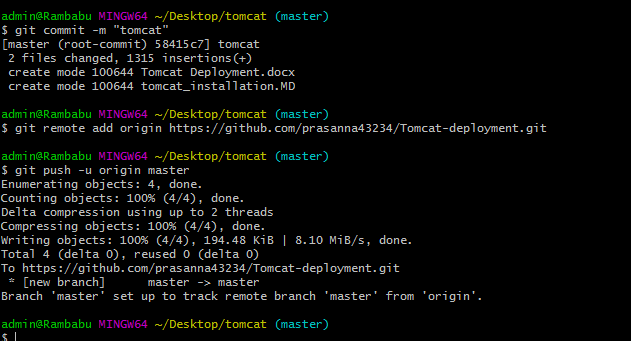 admin@Rambabu MINGW64 ~/Desktop/tomcat (master)
$ git commit -m "tomcat"
[master (root-commit) 58415c7] tomcat
 2 files changed, 1315 insertions(+)
 create mode 100644 Tomcat Deployment.docx
 create mode 100644 tomcat_installation.MD
admin@Rambabu MINGW64 ~/Desktop/tomcat (master)
$ git remote add origin https://github.com/prasanna43234/Tomcat-deployment.git
admin@Rambabu MINGW64 ~/Desktop/tomcat (master)
$ git push -u origin master
Enumerating objects: 4, done.
Counting objects: 100% (4/4), done.
Delta compression using up to 2 threads
Compressing objects: 100% (4/4), done.
Writing objects: 100% (4/4), 194.48 KiB | 8.10 MiB/s, done.
Total 4 (delta 0), reused 0 (delta 0)
To https://github.com/prasanna43234/Tomcat-deployment.git
 * [new branch]      master -> master
Branch 'master' set up to track remote branch 'master' from 'origin'.
admin@Rambabu MINGW64 ~/Desktop/tomcat (master)
$